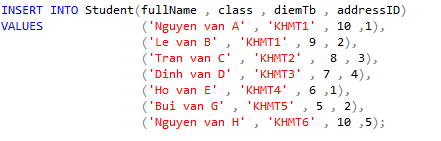 INSERT INTO Student(fullName , class , diemTb , addressID)
VALUES ('Nguyen van A' , 'KHMT1' , 10 ,1),
('Le van B' , 'KHMT1' , 9 , 2),
('Tran van C' , 'KHMT2' , 8 , 3),
('Dinh van D' , 'KHMT3' , 7 , 4),
('Ho van E' , 'KHMT4' , 6 ,1),
('Bui van G' , 'KHMT5' , 5 , 2),
('Nguyen van H' , 'KHMT6' , 10 ,5);